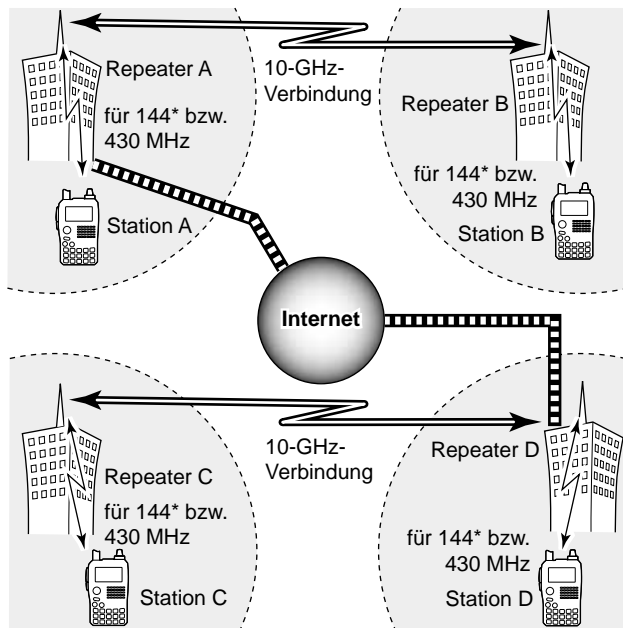 Repeater A
für 144* bzw.
430 MHz
Station A
10-GHz-
Verbindung
Repeater B
für 144* bzw.
430 MHz
Station B
Internet
Repeater C
für 144* bzw.
430 MHz
Station C
10-GHz-
Verbindung
Repeater D
für 144* bzw.
430 MHz
Station D